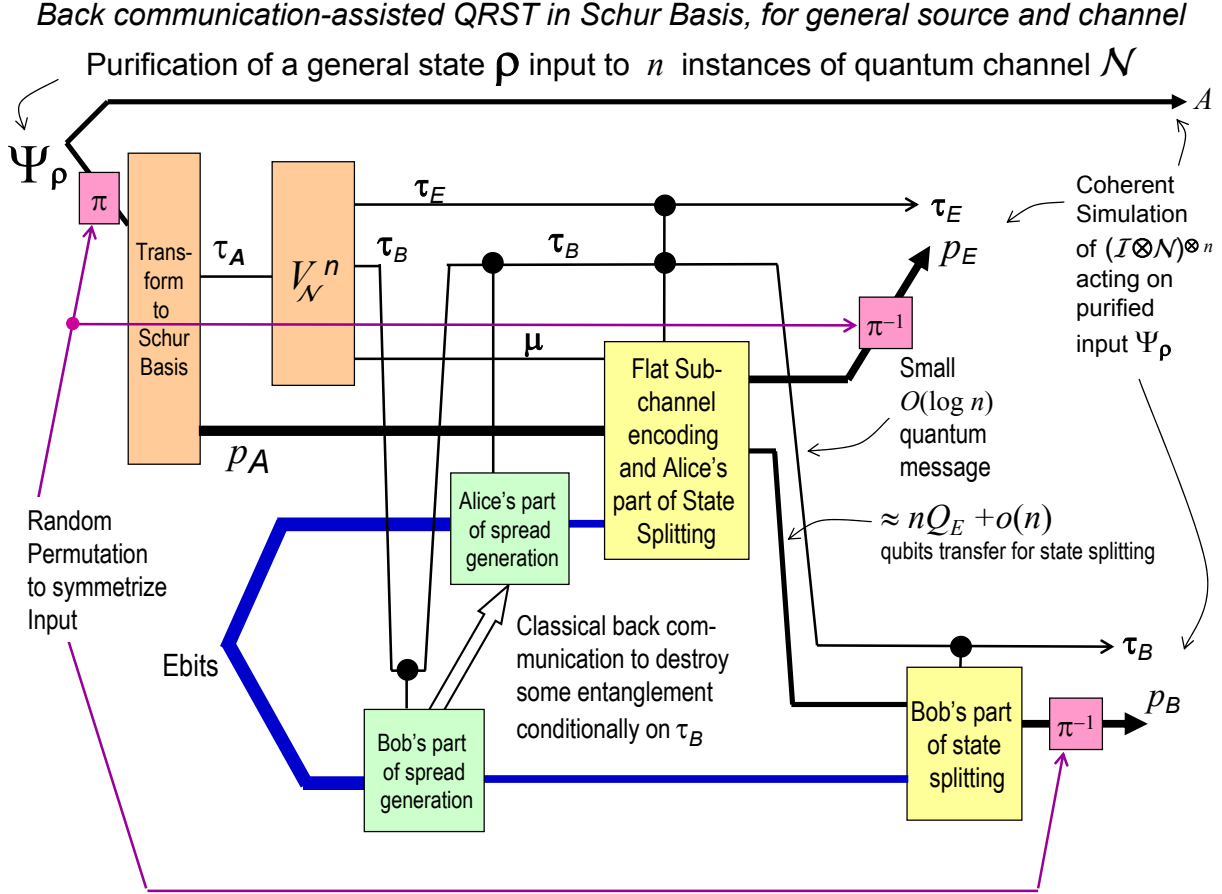 Back communication-assisted QRST in Schur Basis, for general source and channel
Purification of a general state ρ input to n instances of quantum channel 𝒩
A
Ψρ
π
Trans-
form
to
Schur
Basis
τA
V𝒩n
τE
τB
τB
μ
pA
τE
pE
π−1
Flat Sub-
channel
encoding
and Alice's
part of State
Splitting
Small
O(log n)
quantum
message
Coherent
Simulation
of (ℐ⊗𝒩)⊗n
acting on
purified
input Ψρ
≈ nQE +o(n)
qubits transfer for state splitting
Random
Permutation
to symmetrize
Input
Alice's part
of spread
generation
Ebits
Classical back com-
munication to destroy
some entanglement
conditionally on τB
Bob's part
of spread
generation
Bob's part
of state
splitting
τB
π−1
pB